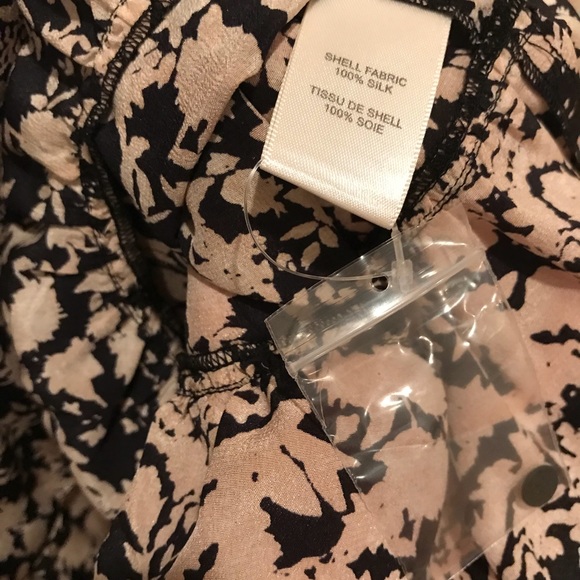 SHELL FABRIC
100% SILK
TISSU DE SHELL
100% SOIE